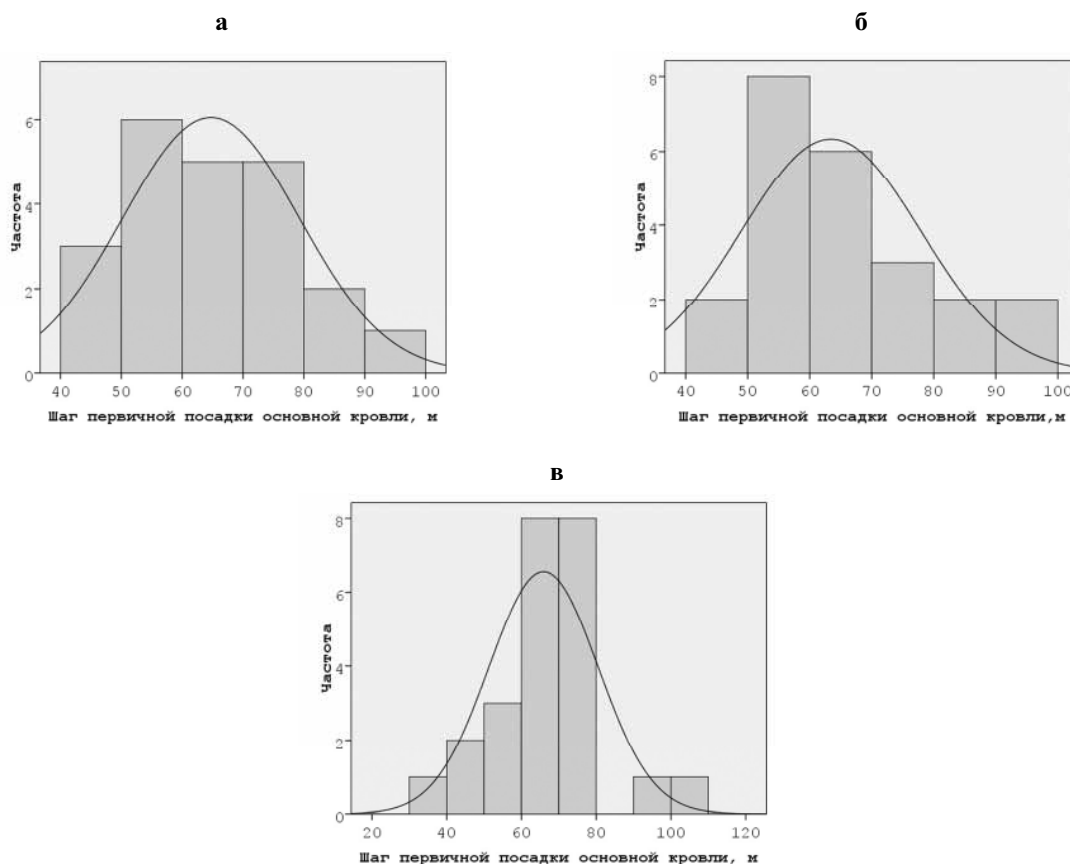 а
Частота
6
4
2
0
40 50 60 70 80 90 100
Шаг первичной посадки основной кровли, м
б
Частота
8
6
4
2
0
40 50 60 70 80 90 100
Шаг первичной посадки основной кровли,м
в
Частота
8
6
4
2
0
20 40 60 80 100 120
Шаг первичной посадки основной кровли, м